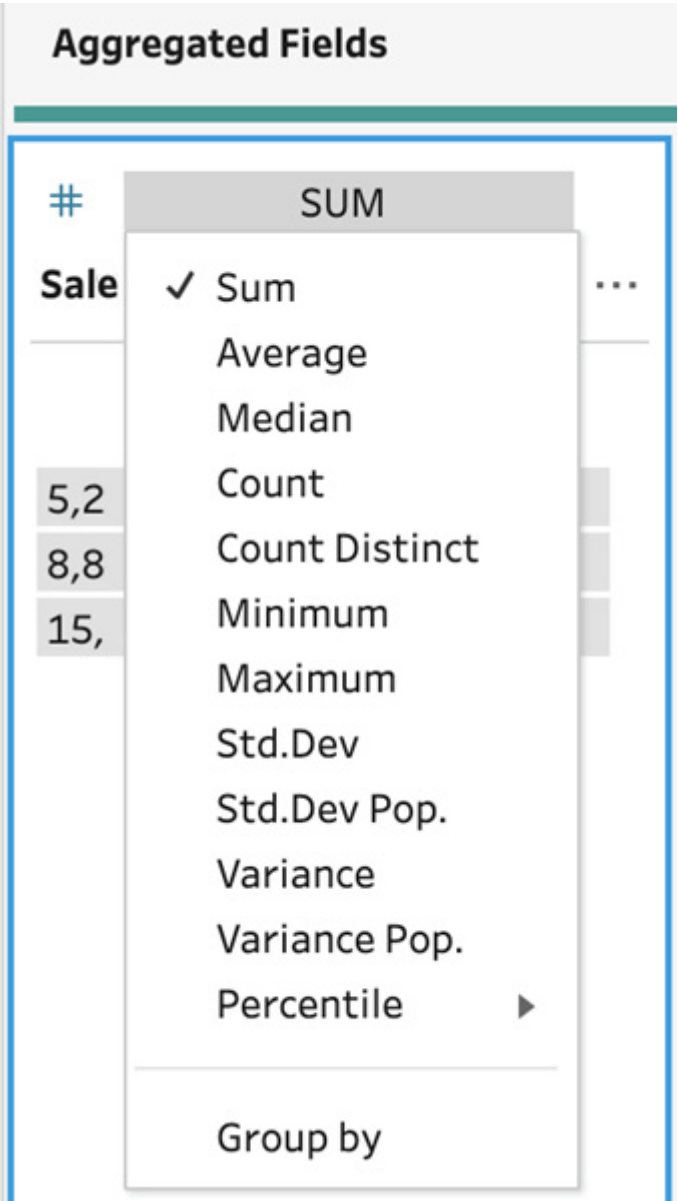 Aggregated Fields
# SUM
Sale ...
✓ Sum
Average
Median
Count
Count Distinct
Minimum
Maximum
Std.Dev
Std.Dev Pop.
Variance
Variance Pop.
Percentile
Group by
5,2
8,8
15,